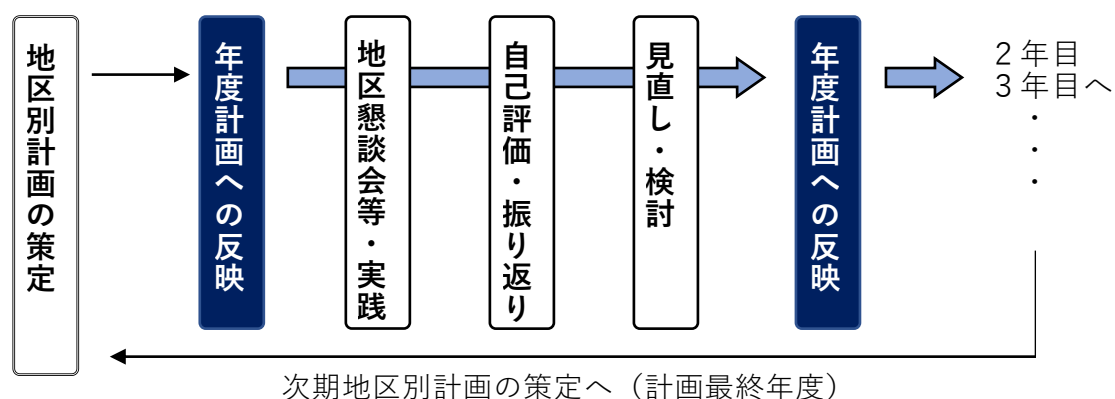 地区別計画の策定
年度計画への反映
地区懇談会等・実践
自己評価・振り返り
見直し・検討
年度計画への反映
２年目
３年目へ
・
・
・
次期地区別計画の策定へ（計画最終年度）